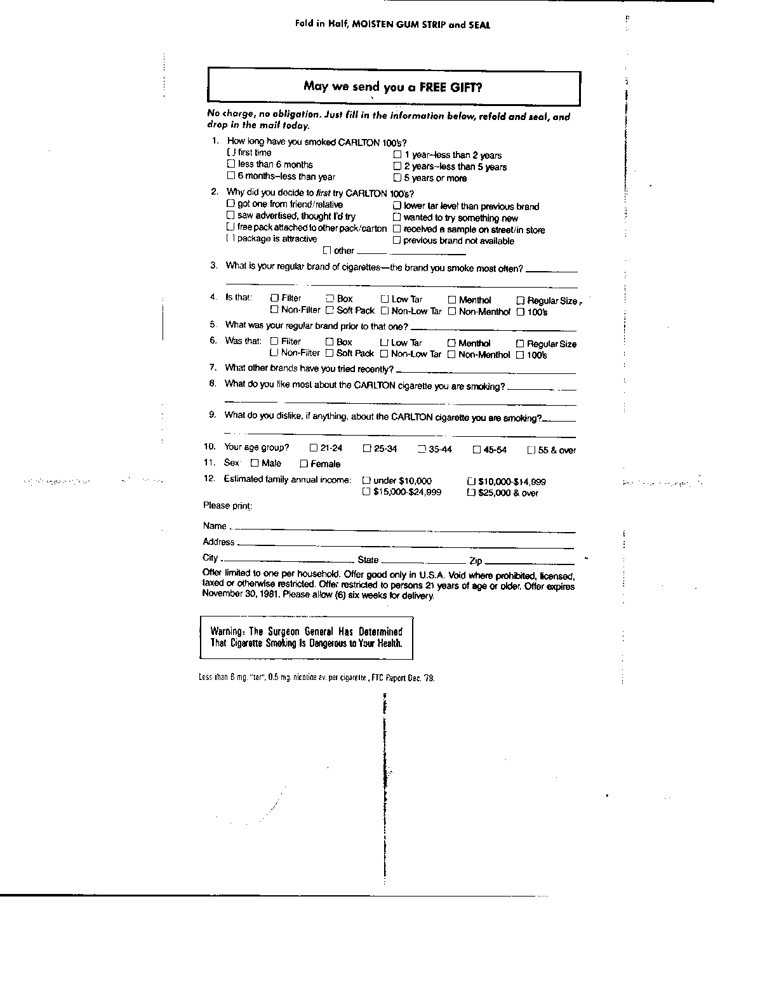 Fold in Half, MOISTEN GUM STRIP and SEAL
May we send you a FREE GIFT?
No charge, no obligation. Just fill in the information below, refold and seal, and
drop in the mail today.
1. How long have you smoked CARLTON 100's?
☐ first time ☐ 1 year–less than 2 years
☐ less than 6 months ☐ 2 years–less than 5 years
☐ 6 months–less than year ☐ 5 years or more
2. Why did you decide to first try CARLTON 100's?
☐ got one from friend/relative ☐ lower tar level than previous brand
☐ saw advertised, thought I'd try ☐ wanted to try something new
☐ free pack attached to other pack/carton ☐ received a sample on street/in store
☐ package is attractive ☐ previous brand not available
☐ other
3. What is your regular brand of cigarettes—the brand you smoke most often?
4. Is that: ☐ Filter ☐ Box ☐ Low Tar ☐ Menthol ☐ Regular Size
☐ Non-Filter ☐ Soft Pack ☐ Non-Low Tar ☐ Non-Menthol ☐ 100's
5. What was your regular brand prior to that one?
6. Was that: ☐ Filter ☐ Box ☐ Low Tar ☐ Menthol ☐ Regular Size
☐ Non-Filter ☐ Soft Pack ☐ Non-Low Tar ☐ Non-Menthol ☐ 100's
7. What other brands have you tried recently?
8. What do you like most about the CARLTON cigarette you are smoking?
9. What do you dislike, if anything, about the CARLTON cigarette you are smoking?
10. Your age group? ☐ 21-24 ☐ 25-34 ☐ 35-44 ☐ 45-54 ☐ 55 & over
11. Sex ☐ Male ☐ Female
12. Estimated family annual income: ☐ under $10,000 ☐ $10,000-$14,999
☐ $15,000-$24,999 ☐ $25,000 & over
Please print:
Name
Address
City State Zip
Offer limited to one per household. Offer good only in U.S.A. Void where prohibited, licensed,
taxed or otherwise restricted. Offer restricted to persons 21 years of age or older. Offer expires
November 30, 1981. Please allow (6) six weeks for delivery.
Warning: The Surgeon General Has Determined
That Cigarette Smoking Is Dangerous to Your Health.
Less than 6 mg. "tar", 0.5 mg. nicotine av. per cigarette, FTC Report Dec. '79.